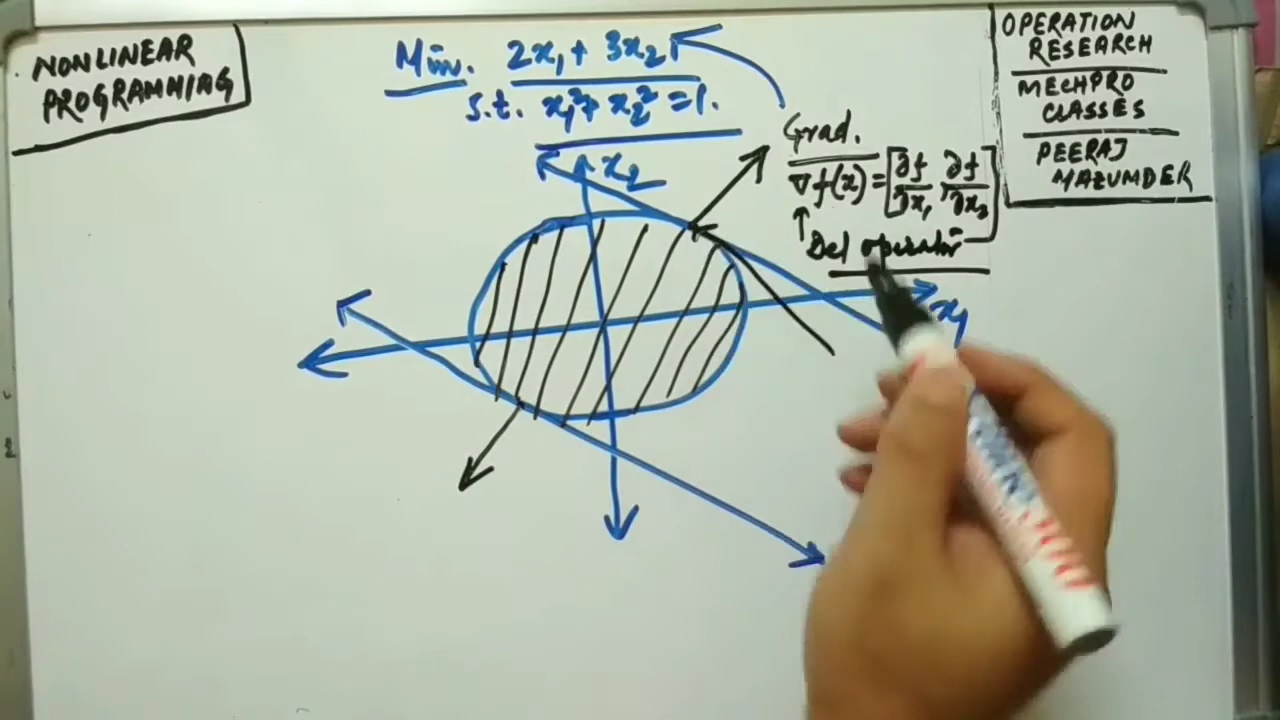 NONLINEAR
PROGRAMMING
Min. 2x₁ + 3x₂
s.t. x₁² + x₂² = 1.
OPERATION
RESEARCH
MECHPRO
CLASSES
PEERAJ
MAZUMDER
Grad.
∇f(x) = [∂f/∂x₁, ∂f/∂x₂]
Del operator
x₂
x₁